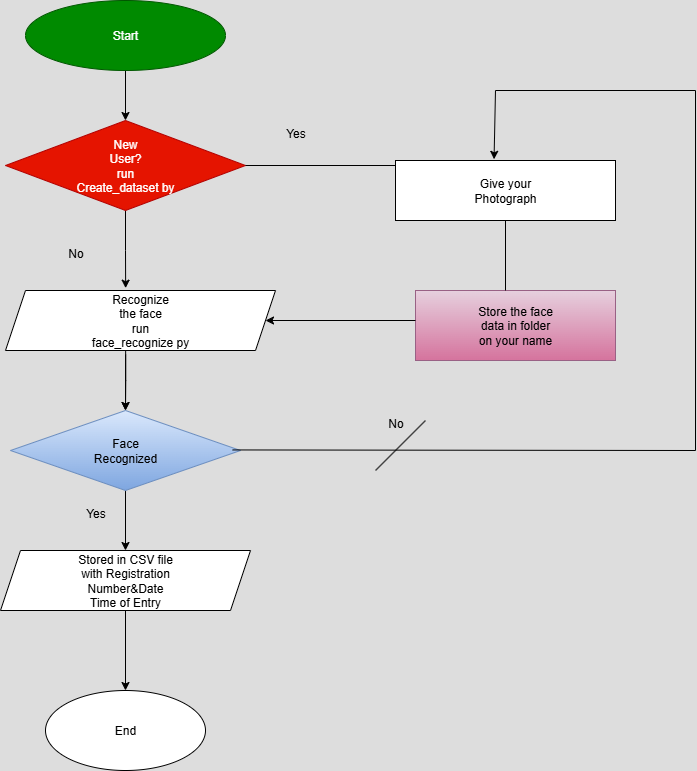 Start
New
User?
run
Create_dataset by
Yes
Give your
Photograph
No
Recognize
the face
run
face_recognize py
Store the face
data in folder
on your name
Face
Recognized
No
Yes
Stored in CSV file
with Registration
Number&Date
Time of Entry
End